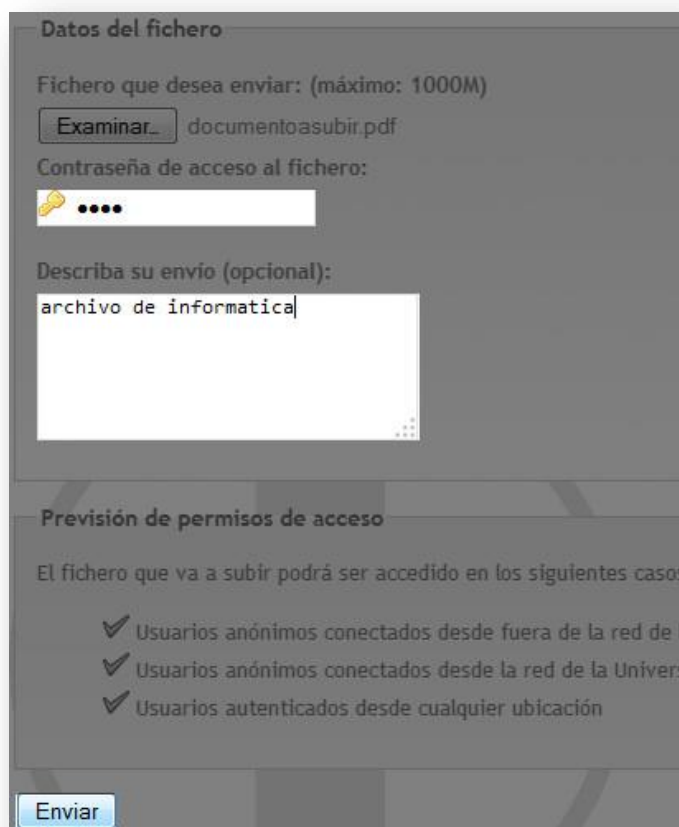 Datos del fichero
Fichero que desea enviar: (máximo: 1000M)
Examinar... documentoasubir.pdf
Contraseña de acceso al fichero:
••••
Describa su envío (opcional):
archivo de informatica
Previsión de permisos de acceso
El fichero que va a subir podrá ser accedido en los siguientes caso
Usuarios anónimos conectados desde fuera de la red de
Usuarios anónimos conectados desde la red de la Univers
Usuarios autenticados desde cualquier ubicación
Enviar